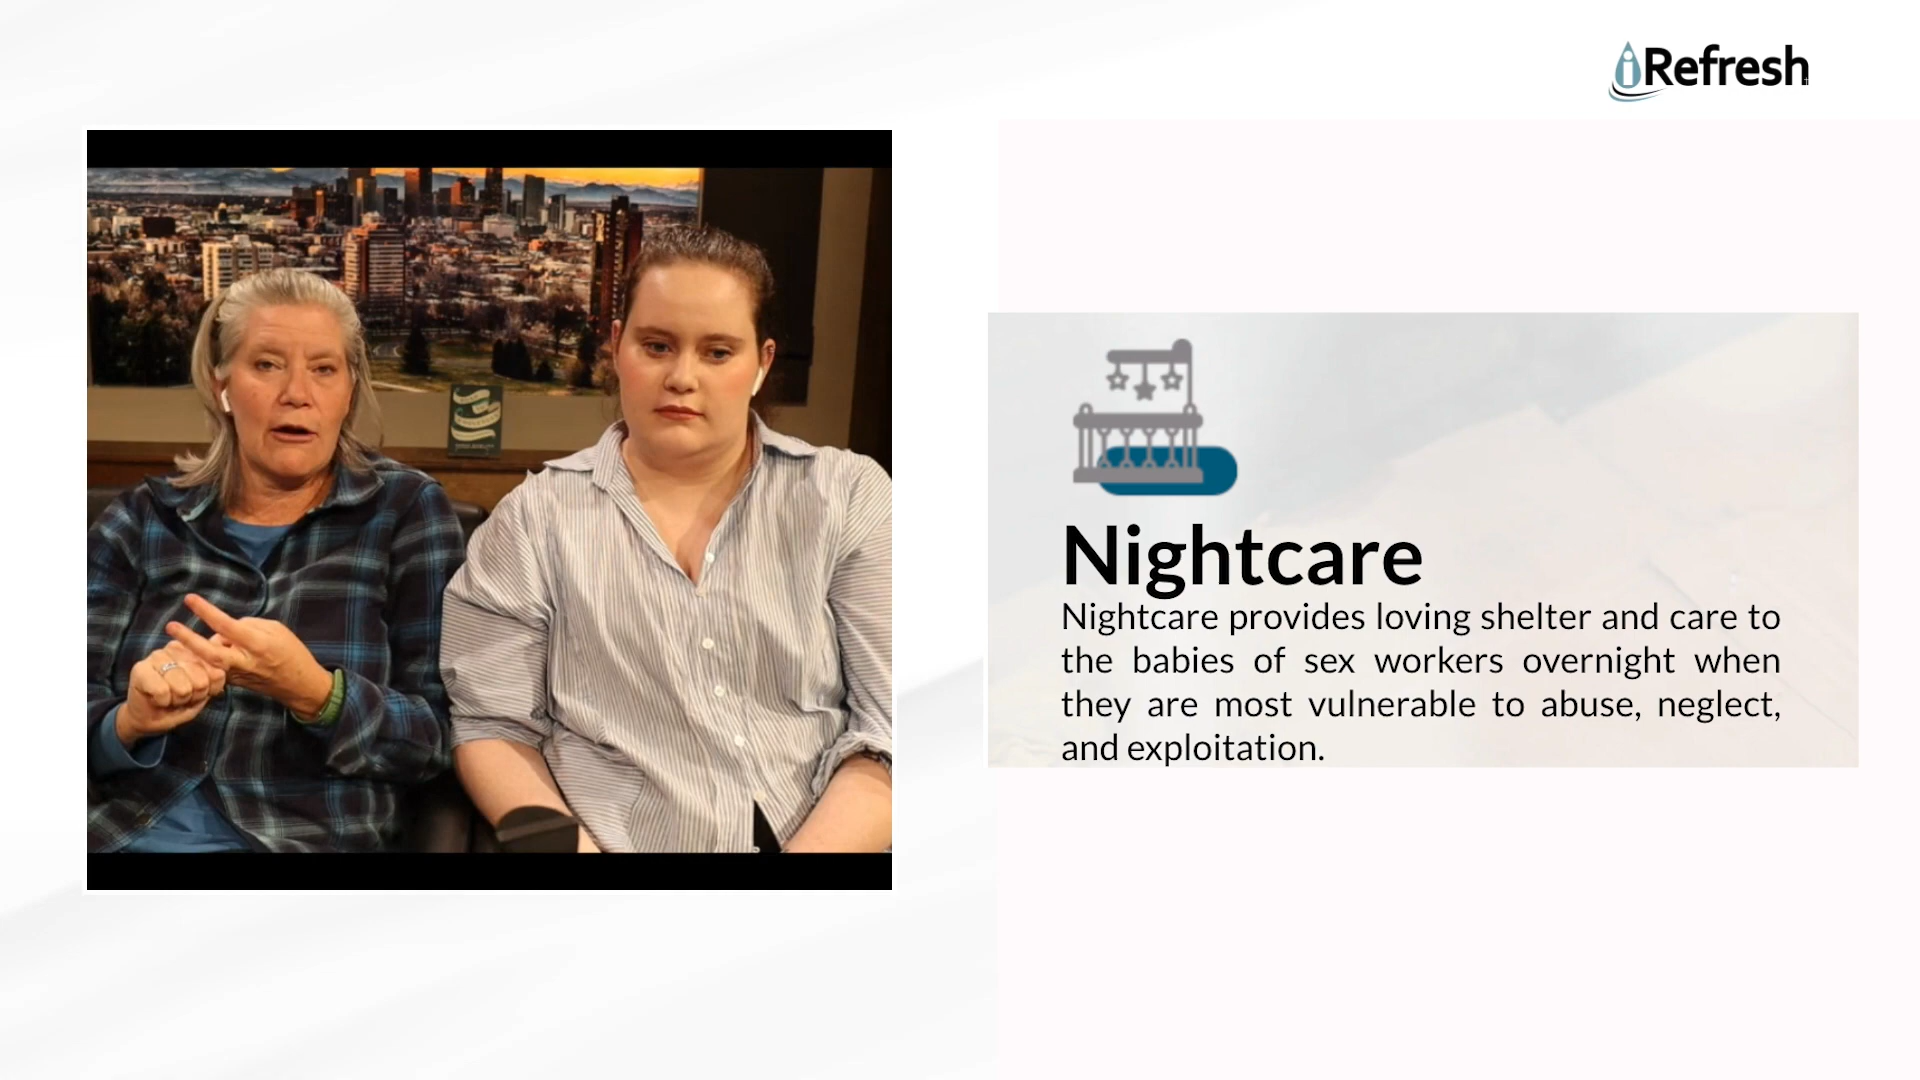 iRefresh
Nightcare
Nightcare provides loving shelter and care to
the babies of sex workers overnight when
they are most vulnerable to abuse, neglect,
and exploitation.